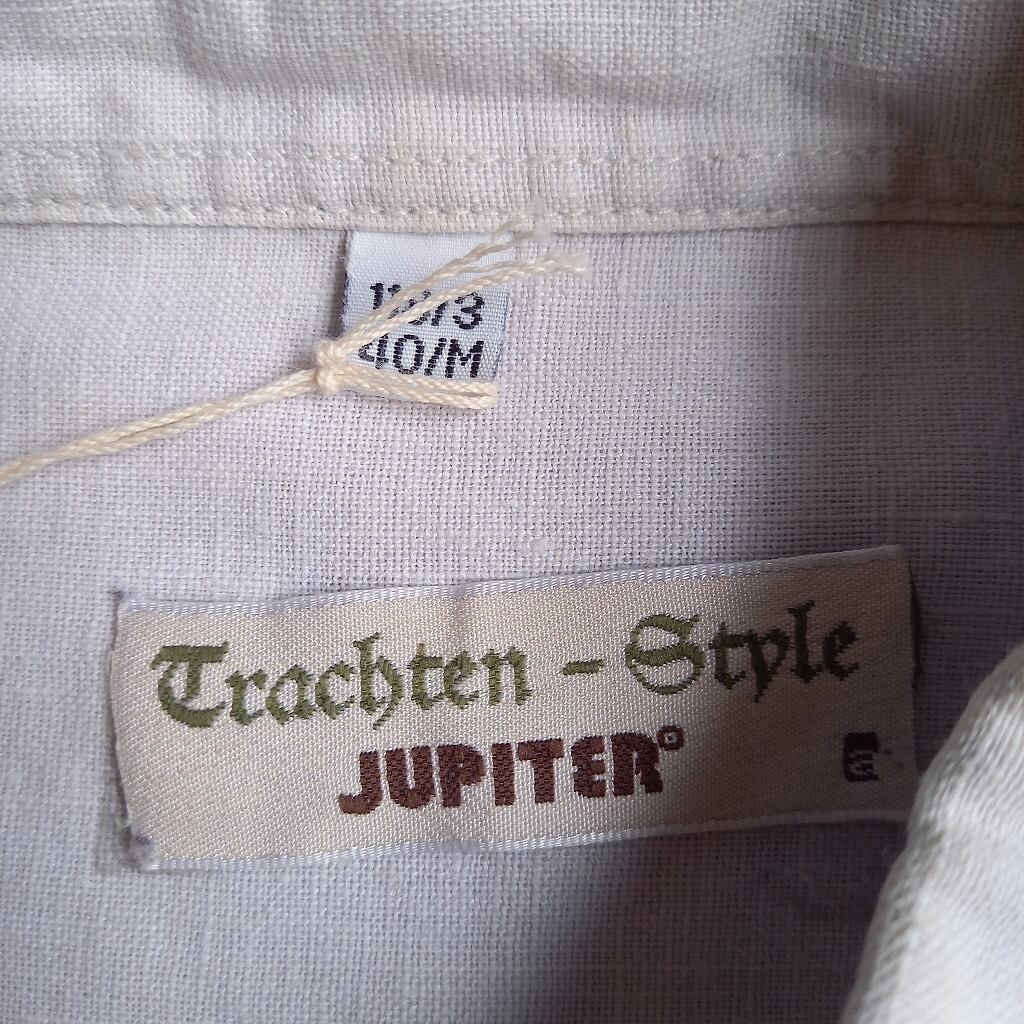 40/M
Trachten - Style
JUPITER®